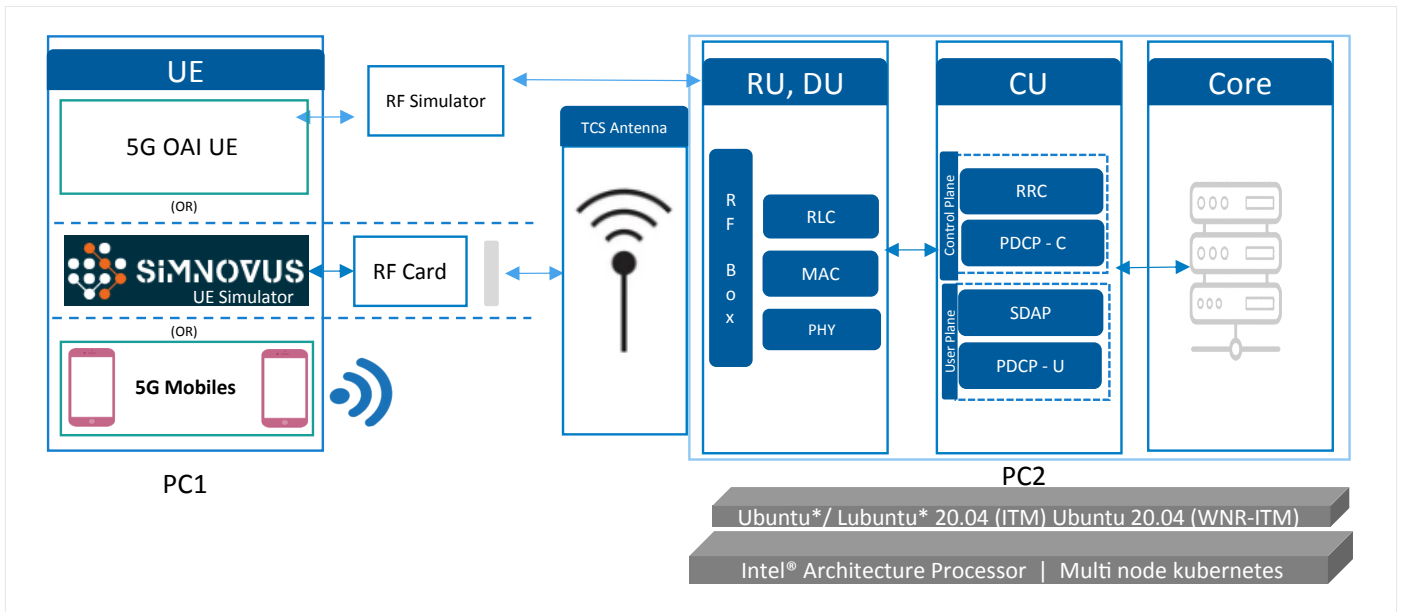 UE
5G OAI UE
(OR)
SiMNOVUS
UE Simulator
(OR)
5G Mobiles
PC1
RF Simulator
RF Card
TCS Antenna
RU, DU
RF Box
RLC
MAC
PHY
CU
Control Plane
RRC
PDCP - C
User Plane
SDAP
PDCP - U
Core
PC2
Ubuntu*/ Lubuntu* 20.04 (ITM) Ubuntu 20.04 (WNR-ITM)
Intel® Architecture Processor | Multi node kubernetes